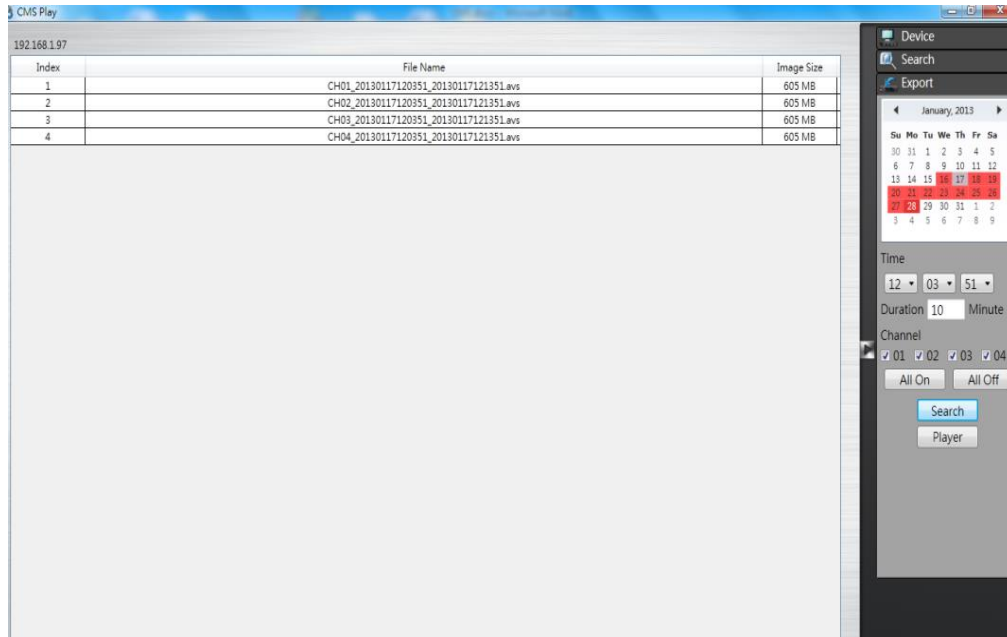 CMS Play
192.168.1.97
Index File Name Image Size
1 CH01_20130117120351_20130117121351.avs 605 MB
2 CH02_20130117120351_20130117121351.avs 605 MB
3 CH03_20130117120351_20130117121351.avs 605 MB
4 CH04_20130117120351_20130117121351.avs 605 MB
Device
Search
Export
January, 2013
Su Mo Tu We Th Fr Sa
30 31 1 2 3 4 5
6 7 8 9 10 11 12
13 14 15 16 17 18 19
20 21 22 23 24 25 26
27 28 29 30 31 1 2
3 4 5 6 7 8 9
Time
12 03 51
Duration 10 Minute
Channel
01 02 03 04
All On All Off
Search
Player